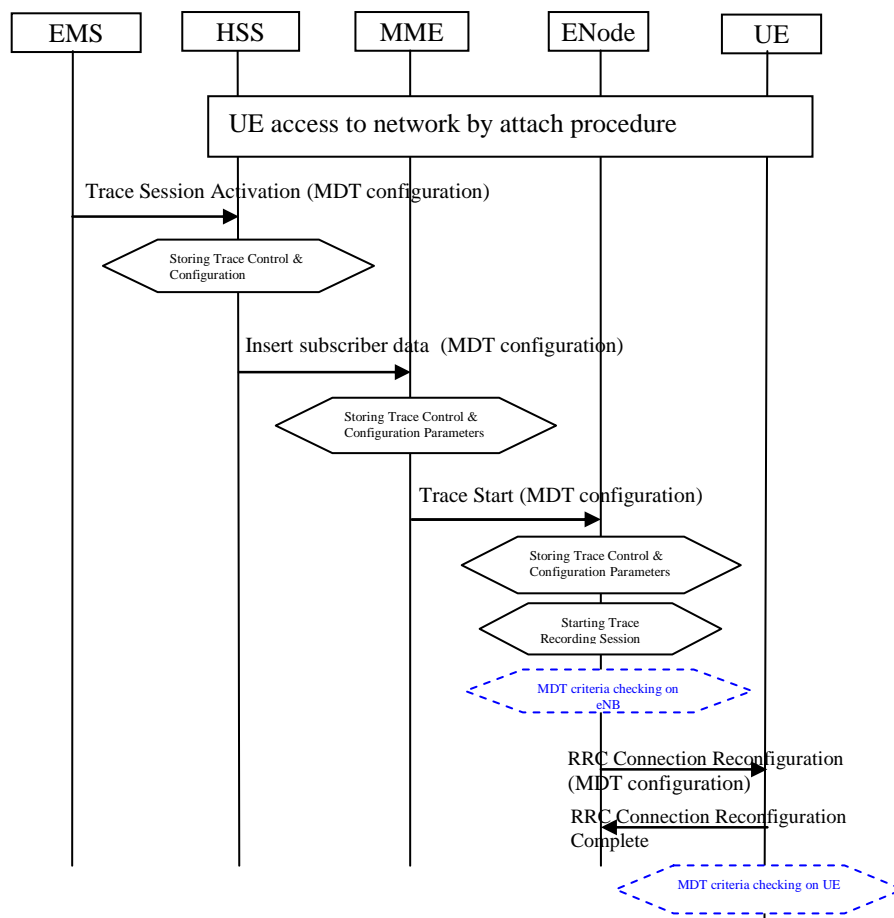 EMS
HSS
MME
ENode
UE
UE access to network by attach procedure
Trace Session Activation (MDT configuration)
Storing Trace Control &
Configuration
Insert subscriber data  (MDT configuration)
Storing Trace Control &
Configuration Parameters
Trace Start (MDT configuration)
Storing Trace Control &
Configuration Parameters
Starting Trace
Recording Session
MDT criteria checking on
eNB
RRC Connection Reconfiguration
(MDT configuration)
RRC Connection Reconfiguration
Complete
MDT criteria checking on UE